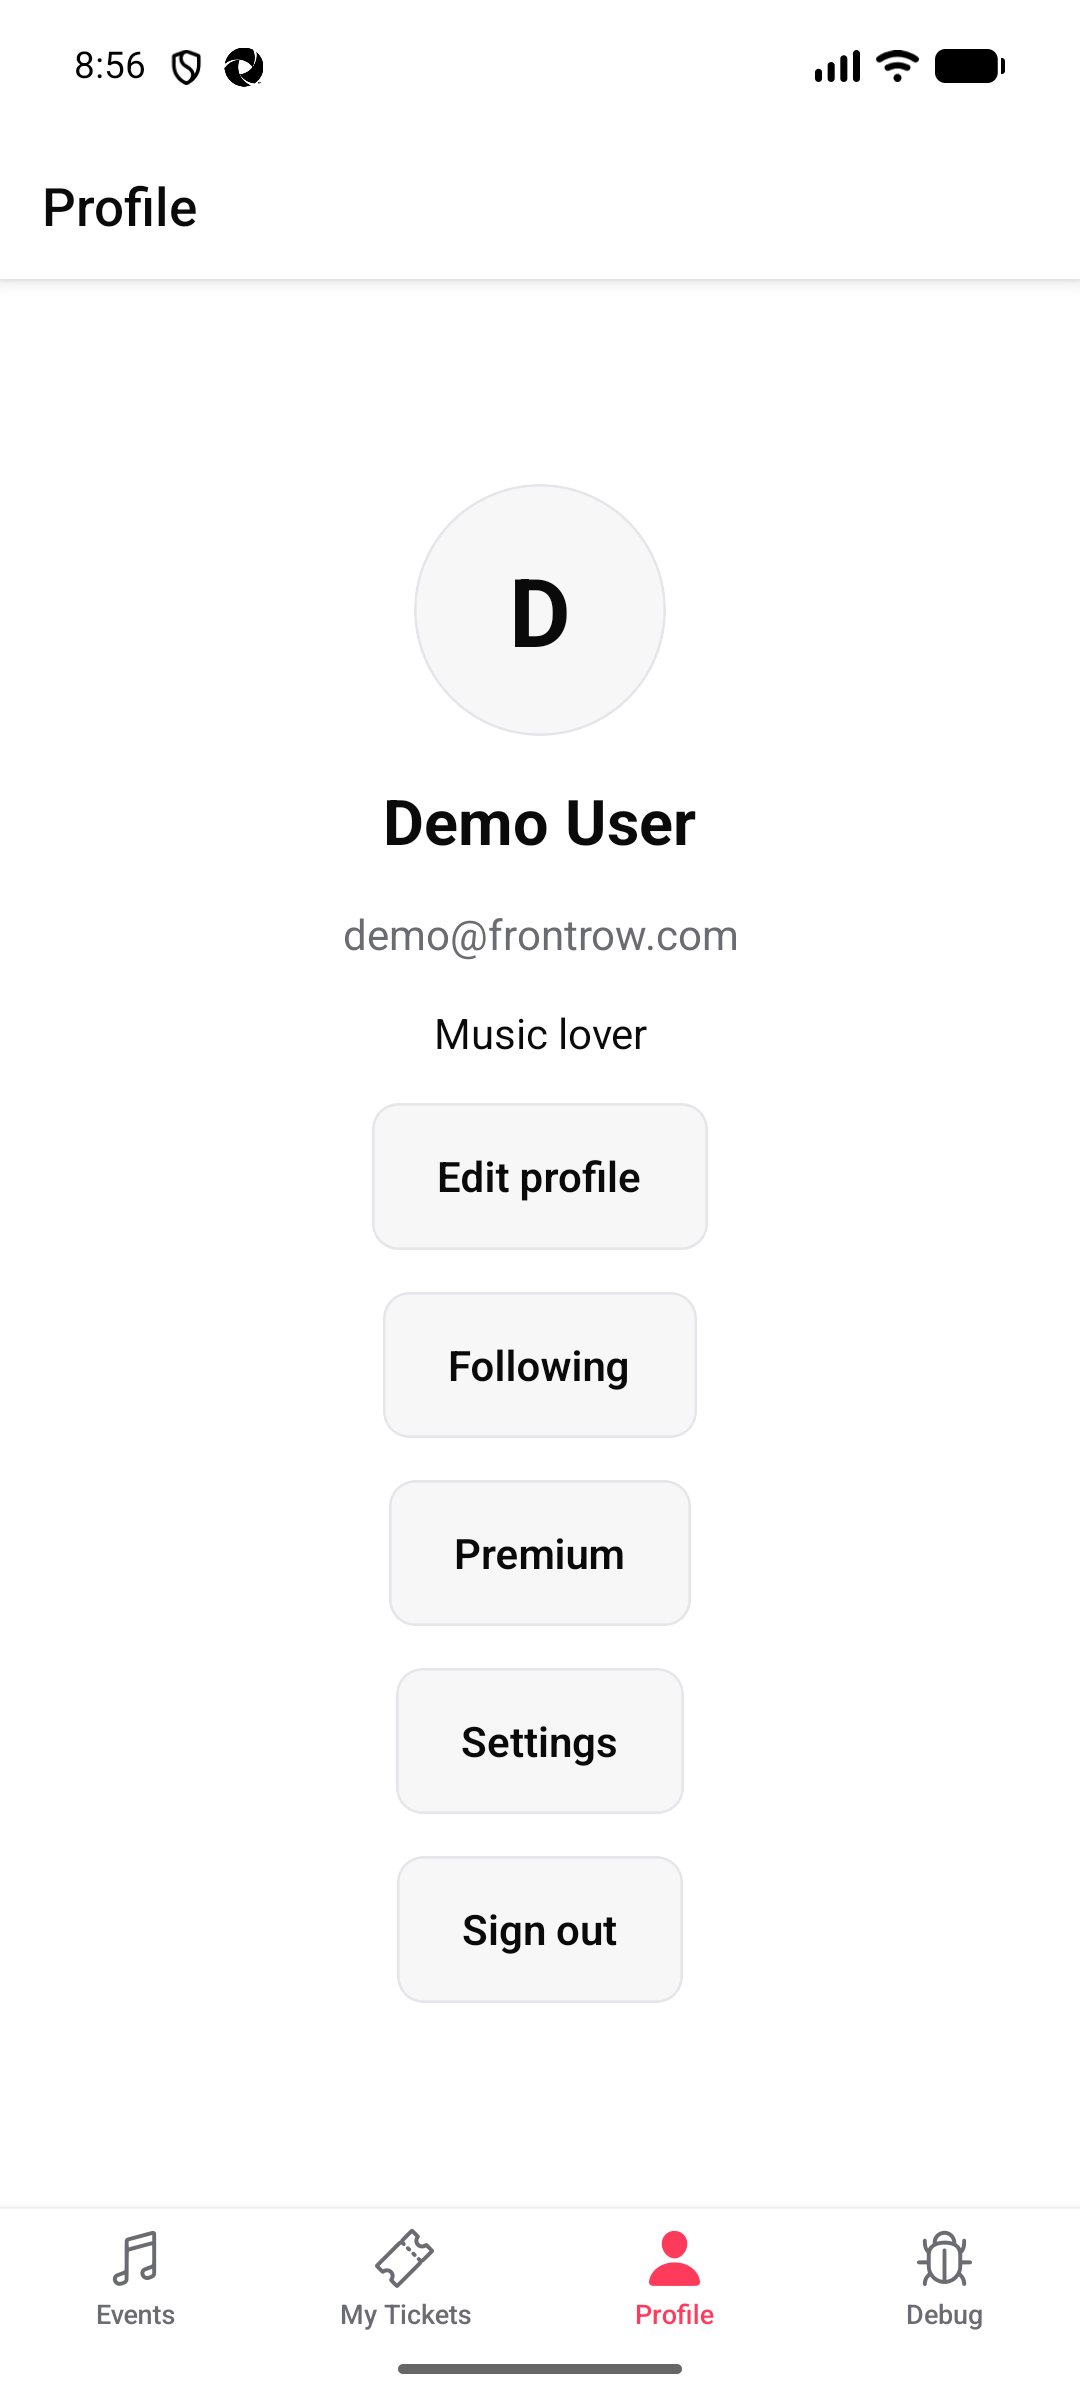 8:56
Profile
D
Demo User
demo@frontrow.com
Music lover
Edit profile
Following
Premium
Settings
Sign out
Events
My Tickets
Profile
Debug